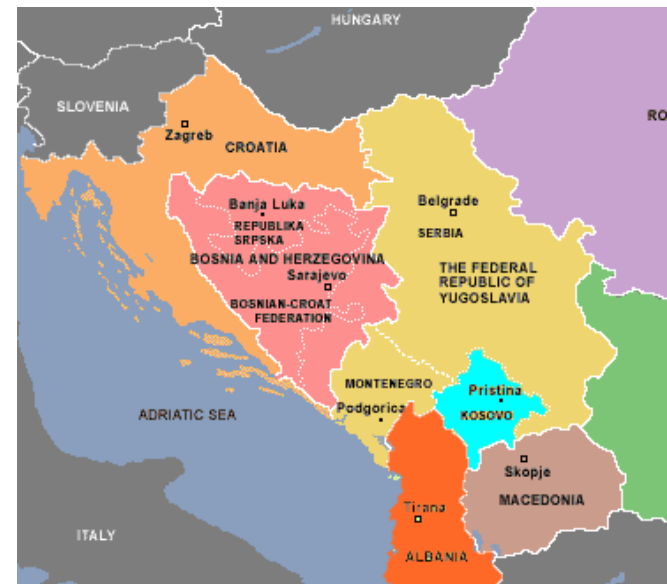 HUNGARY
SLOVENIA
RO
Zagreb
CROATIA
Banja Luka
REPUBLIKA
SRPSKA
BOSNIA AND HERZEGOVINA
Sarajevo
BOSNIAN-CROAT
FEDERATION
Belgrade
SERBIA
THE FEDERAL
REPUBLIC OF
YUGOSLAVIA
MONTENEGRO
Podgorica
Pristina
KOSOVO
ADRIATIC SEA
Skopje
MACEDONIA
Tirana
ITALY
ALBANIA